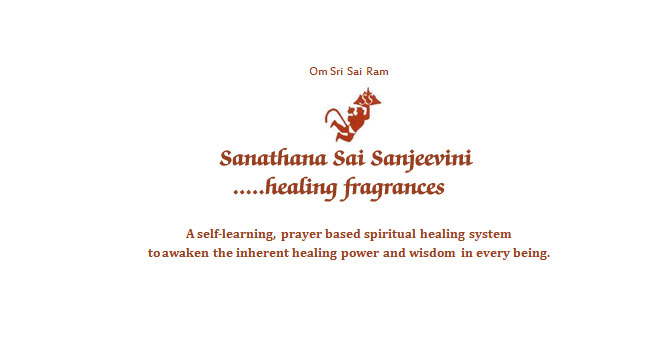 Om Sri Sai Ram
Sanathana Sai Sanjeevini
.....healing fragrances
A self-learning, prayer based spiritual healing system
to awaken the inherent healing power and wisdom in every being.